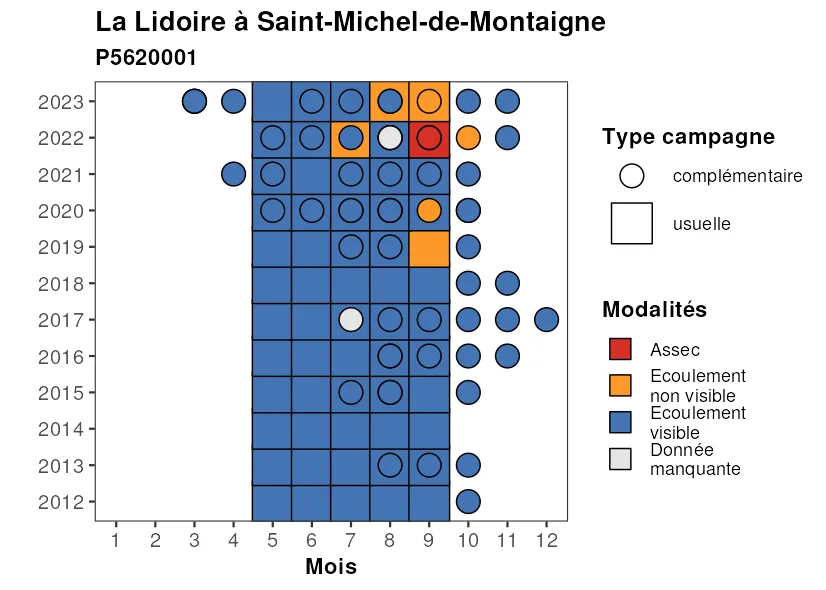 La Lidoire à Saint-Michel-de-Montaigne
P5620001
2023
2022
2021
2020
2019
2018
2017
2016
2015
2014
2013
2012
1 2 3 4 5 6 7 8 9 10 11 12
Mois
Type campagne
complémentaire
usuelle
Modalités
Assec
Ecoulement
non visible
Ecoulement
visible
Donnée
manquante